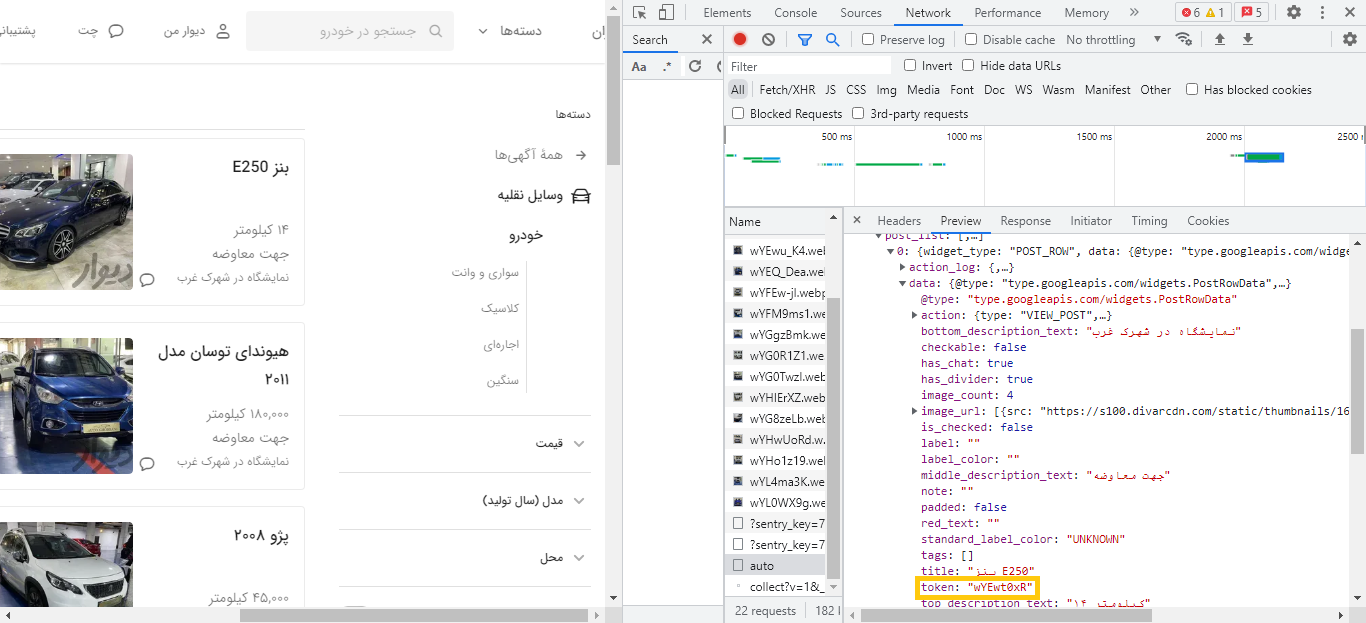 پشتیبانی
چت
دیوار من
جستجو در خودرو
دسته‌ها
دسته‌ها
همهٔ آگهی‌ها
وسایل نقلیه
خودرو
سواری و وانت
کلاسیک
اجاره‌ای
سنگین
قیمت
مدل (سال تولید)
محل
بنز E250
۱۴ کیلومتر
جهت معاوضه
نمایشگاه در شهرک غرب
دیوار
هیوندای توسان مدل
۲۰۱۱
۱۸۰,۰۰۰ کیلومتر
جهت معاوضه
نمایشگاه در شهرک غرب
پژو ۲۰۰۸
۴۵,۰۰۰ کیلومتر
Elements Console Sources Network Performance Memory 6 1 5
Search
Aa .*
Preserve log Disable cache No throttling
Filter Invert Hide data URLs
All Fetch/XHR JS CSS Img Media Font Doc WS Wasm Manifest Other Has blocked cookies
Blocked Requests 3rd-party requests
500 ms 1000 ms 1500 ms 2000 ms 2500
Name
wYEwu_K4.wel
wYEQ_Dea.wel
wYFEw-jI.webp
wYFM9ms1.we
wYGgzBmk.we
wYG0R1Z1.we
wYG0TwzI.web
wYHIErXZ.web
wYG8zeLb.web
wYHwUoRd.w
wYHo1z19.wel
wYL4ma3K.we
wYL0WX9g.we
?sentry_key=7
?sentry_key=7
auto
collect?v=1&_
22 requests 182
Headers Preview Response Initiator Timing Cookies
post_list: [,…]
0: {widget_type: "POST_ROW", data: {@type: "type.googleapis.com/widge
action_log: {,…}
data: {@type: "type.googleapis.com/widgets.PostRowData",…}
@type: "type.googleapis.com/widgets.PostRowData"
action: {type: "VIEW_POST",…}
bottom_description_text: "نمایشگاه در شهرک غرب"
checkable: false
has_chat: true
has_divider: true
image_count: 4
image_url: [{src: "https://s100.divarcdn.com/static/thumbnails/16
is_checked: false
label: ""
label_color: ""
middle_description_text: "جهت معاوضه"
note: ""
padded: false
red_text: ""
standard_label_color: "UNKNOWN"
tags: []
title: "بنز E250"
token: "wYEwt0xR"
top_description_text: "۱۴ کیلومتر"